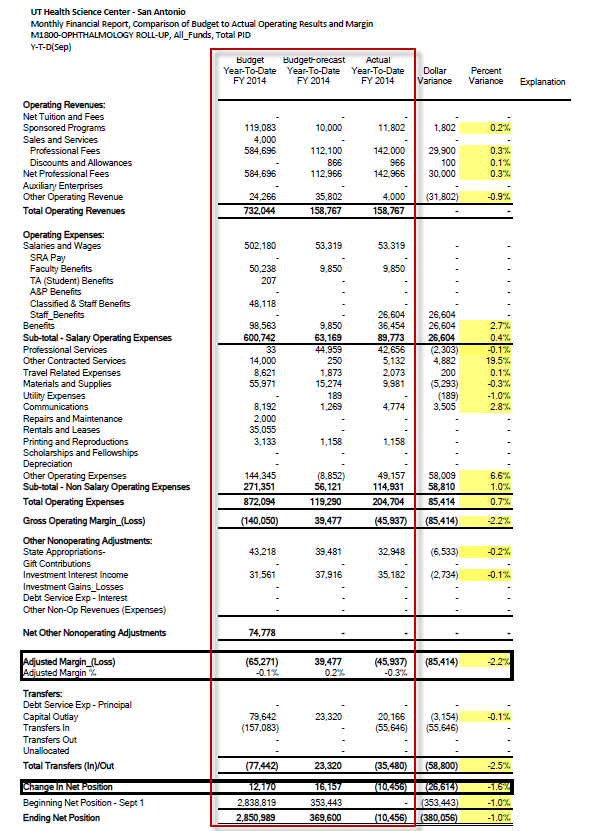 UT Health Science Center - San Antonio
Monthly Financial Report, Comparison of Budget to Actual Operating Results and Margin
M1800-OPHTHALMOLOGY ROLL-UP, All_Funds, Total PID
Y-T-D(Sep)
Budget BudgetForecast Actual
Year-To-Date Year-To-Date Year-To-Date Dollar Percent
FY 2014 FY 2014 FY 2014 Variance Variance Explanation
Operating Revenues:
Net Tuition and Fees - - - - -
Sponsored Programs 119,083 10,000 11,802 1,802 0.2%
Sales and Services 4,000 - - - -
Professional Fees 584,696 112,100 142,000 29,900 0.3%
Discounts and Allowances - 866 966 100 0.1%
Net Professional Fees 584,696 112,966 142,966 30,000 0.3%
Auxiliary Enterprises - - - - -
Other Operating Revenue 24,266 35,802 4,000 (31,802) -0.9%
Total Operating Revenues 732,044 158,767 158,767 - -
Operating Expenses:
Salaries and Wages 502,180 53,319 53,319 - -
SRA Pay - - - - -
Faculty Benefits 50,238 9,850 9,850 - -
TA (Student) Benefits 207 - - - -
A&P Benefits - - - - -
Classified & Staff Benefits 48,118 - - - -
Staff_Benefits - - 26,604 26,604 -
Benefits 98,563 9,850 36,454 26,604 2.7%
Sub-total - Salary Operating Expenses 600,742 63,169 89,773 26,604 0.4%
Professional Services 33 44,959 42,656 (2,303) -0.1%
Other Contracted Services 14,000 250 5,132 4,882 19.5%
Travel Related Expenses 8,621 1,873 2,073 200 0.1%
Materials and Supplies 55,971 15,274 9,981 (5,293) -0.3%
Utility Expenses - 189 - (189) -1.0%
Communications 8,192 1,269 4,774 3,505 2.8%
Repairs and Maintenance 2,000 - - - -
Rentals and Leases 35,055 - - - -
Printing and Reproductions 3,133 1,158 1,158 - -
Scholarships and Fellowships - - - - -
Depreciation - - - - -
Other Operating Expenses 144,345 (8,852) 49,157 58,009 6.6%
Sub-total - Non Salary Operating Expenses 271,351 56,121 114,931 58,810 1.0%
Total Operating Expenses 872,094 119,290 204,704 85,414 0.7%
Gross Operating Margin_(Loss) (140,050) 39,477 (45,937) (85,414) -2.2%
Other Nonoperating Adjustments:
State Appropriations- 43,218 39,481 32,948 (6,533) -0.2%
Gift Contributions - - - - -
Investment Interest Income 31,561 37,916 35,182 (2,734) -0.1%
Investment Gains_Losses - - - - -
Debt Service Exp - Interest - - - - -
Other Non-Op Revenues (Expenses) - - - - -
Net Other Nonoperating Adjustments 74,778 - - - -
Adjusted Margin_(Loss) (65,271) 39,477 (45,937) (85,414) -2.2%
Adjusted Margin % -0.1% 0.2% -0.3%
Transfers:
Debt Service Exp - Principal - - - - -
Capital Outlay 79,642 23,320 20,166 (3,154) -0.1%
Transfers In (157,083) - (55,646) (55,646) -
Transfers Out - - - - -
Unallocated - - - - -
Total Transfers (In)/Out (77,442) 23,320 (35,480) (58,800) -2.5%
Change In Net Position 12,170 16,157 (10,456) (26,614) -1.6%
Beginning Net Position - Sept 1 2,838,819 353,443 - (353,443) -1.0%
Ending Net Position 2,850,989 369,600 (10,456) (380,056) -1.0%